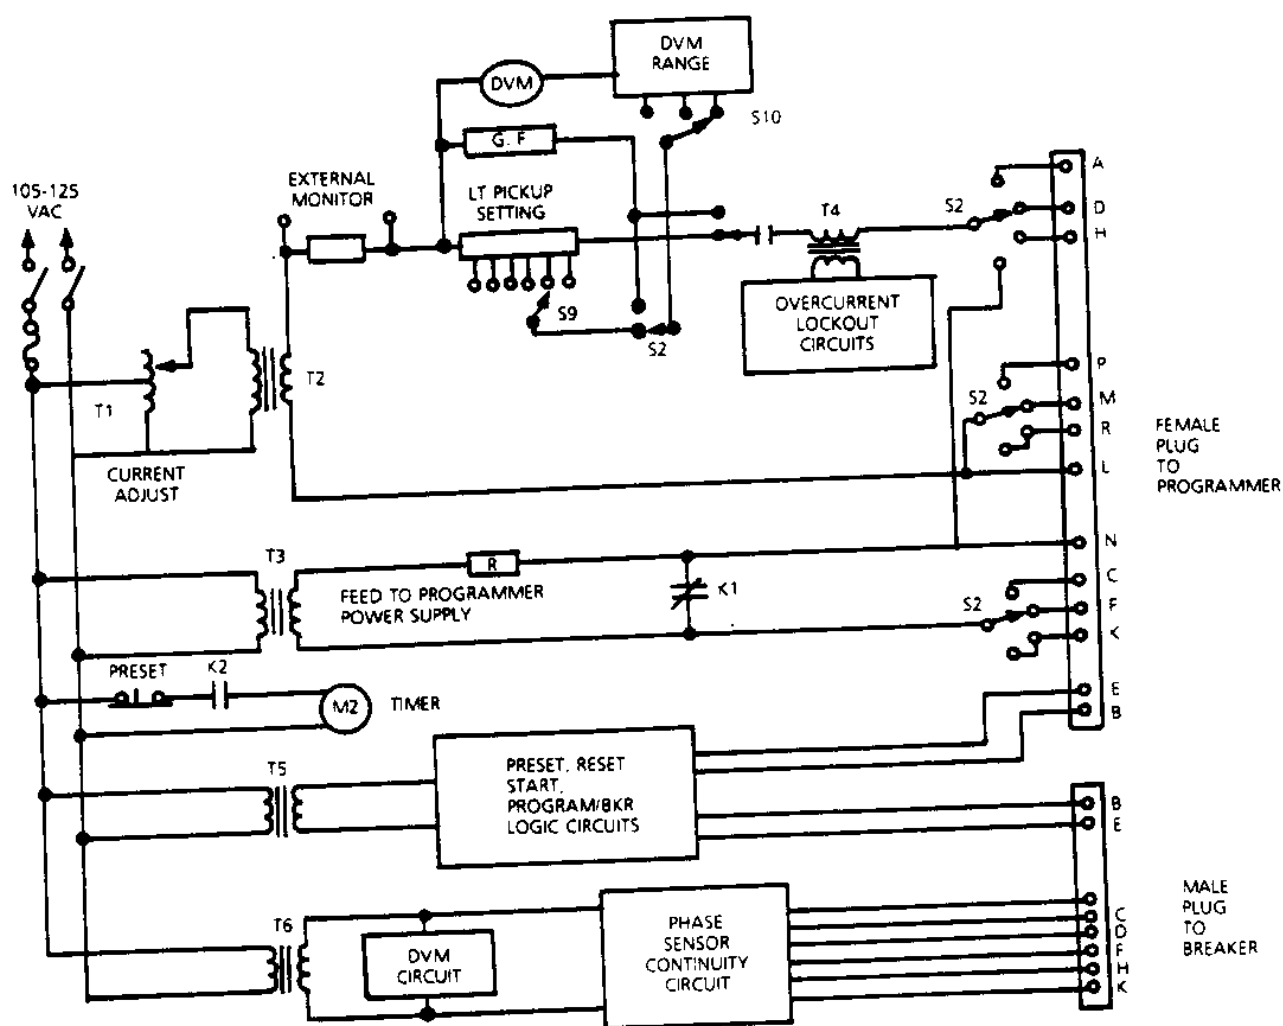 DVM
RANGE
DVM
S10
G. F
A
105-125
VAC
EXTERNAL
MONITOR
LT PICKUP
SETTING
T4
S2
D
H
S9
S2
OVERCURRENT
LOCKOUT
CIRCUITS
T1
T2
P
S2
M
R
L
CURRENT
ADJUST
FEMALE
PLUG
TO
PROGRAMMER
T3
R
N
FEED TO PROGRAMMER
POWER SUPPLY
K1
S2
C
F
K
PRESET
K2
M2
TIMER
E
B
T5
PRESET, RESET
START,
PROGRAM/BKR
LOGIC CIRCUITS
B
E
T6
DVM
CIRCUIT
PHASE
SENSOR
CONTINUITY
CIRCUIT
C
D
F
H
K
MALE
PLUG
TO
BREAKER